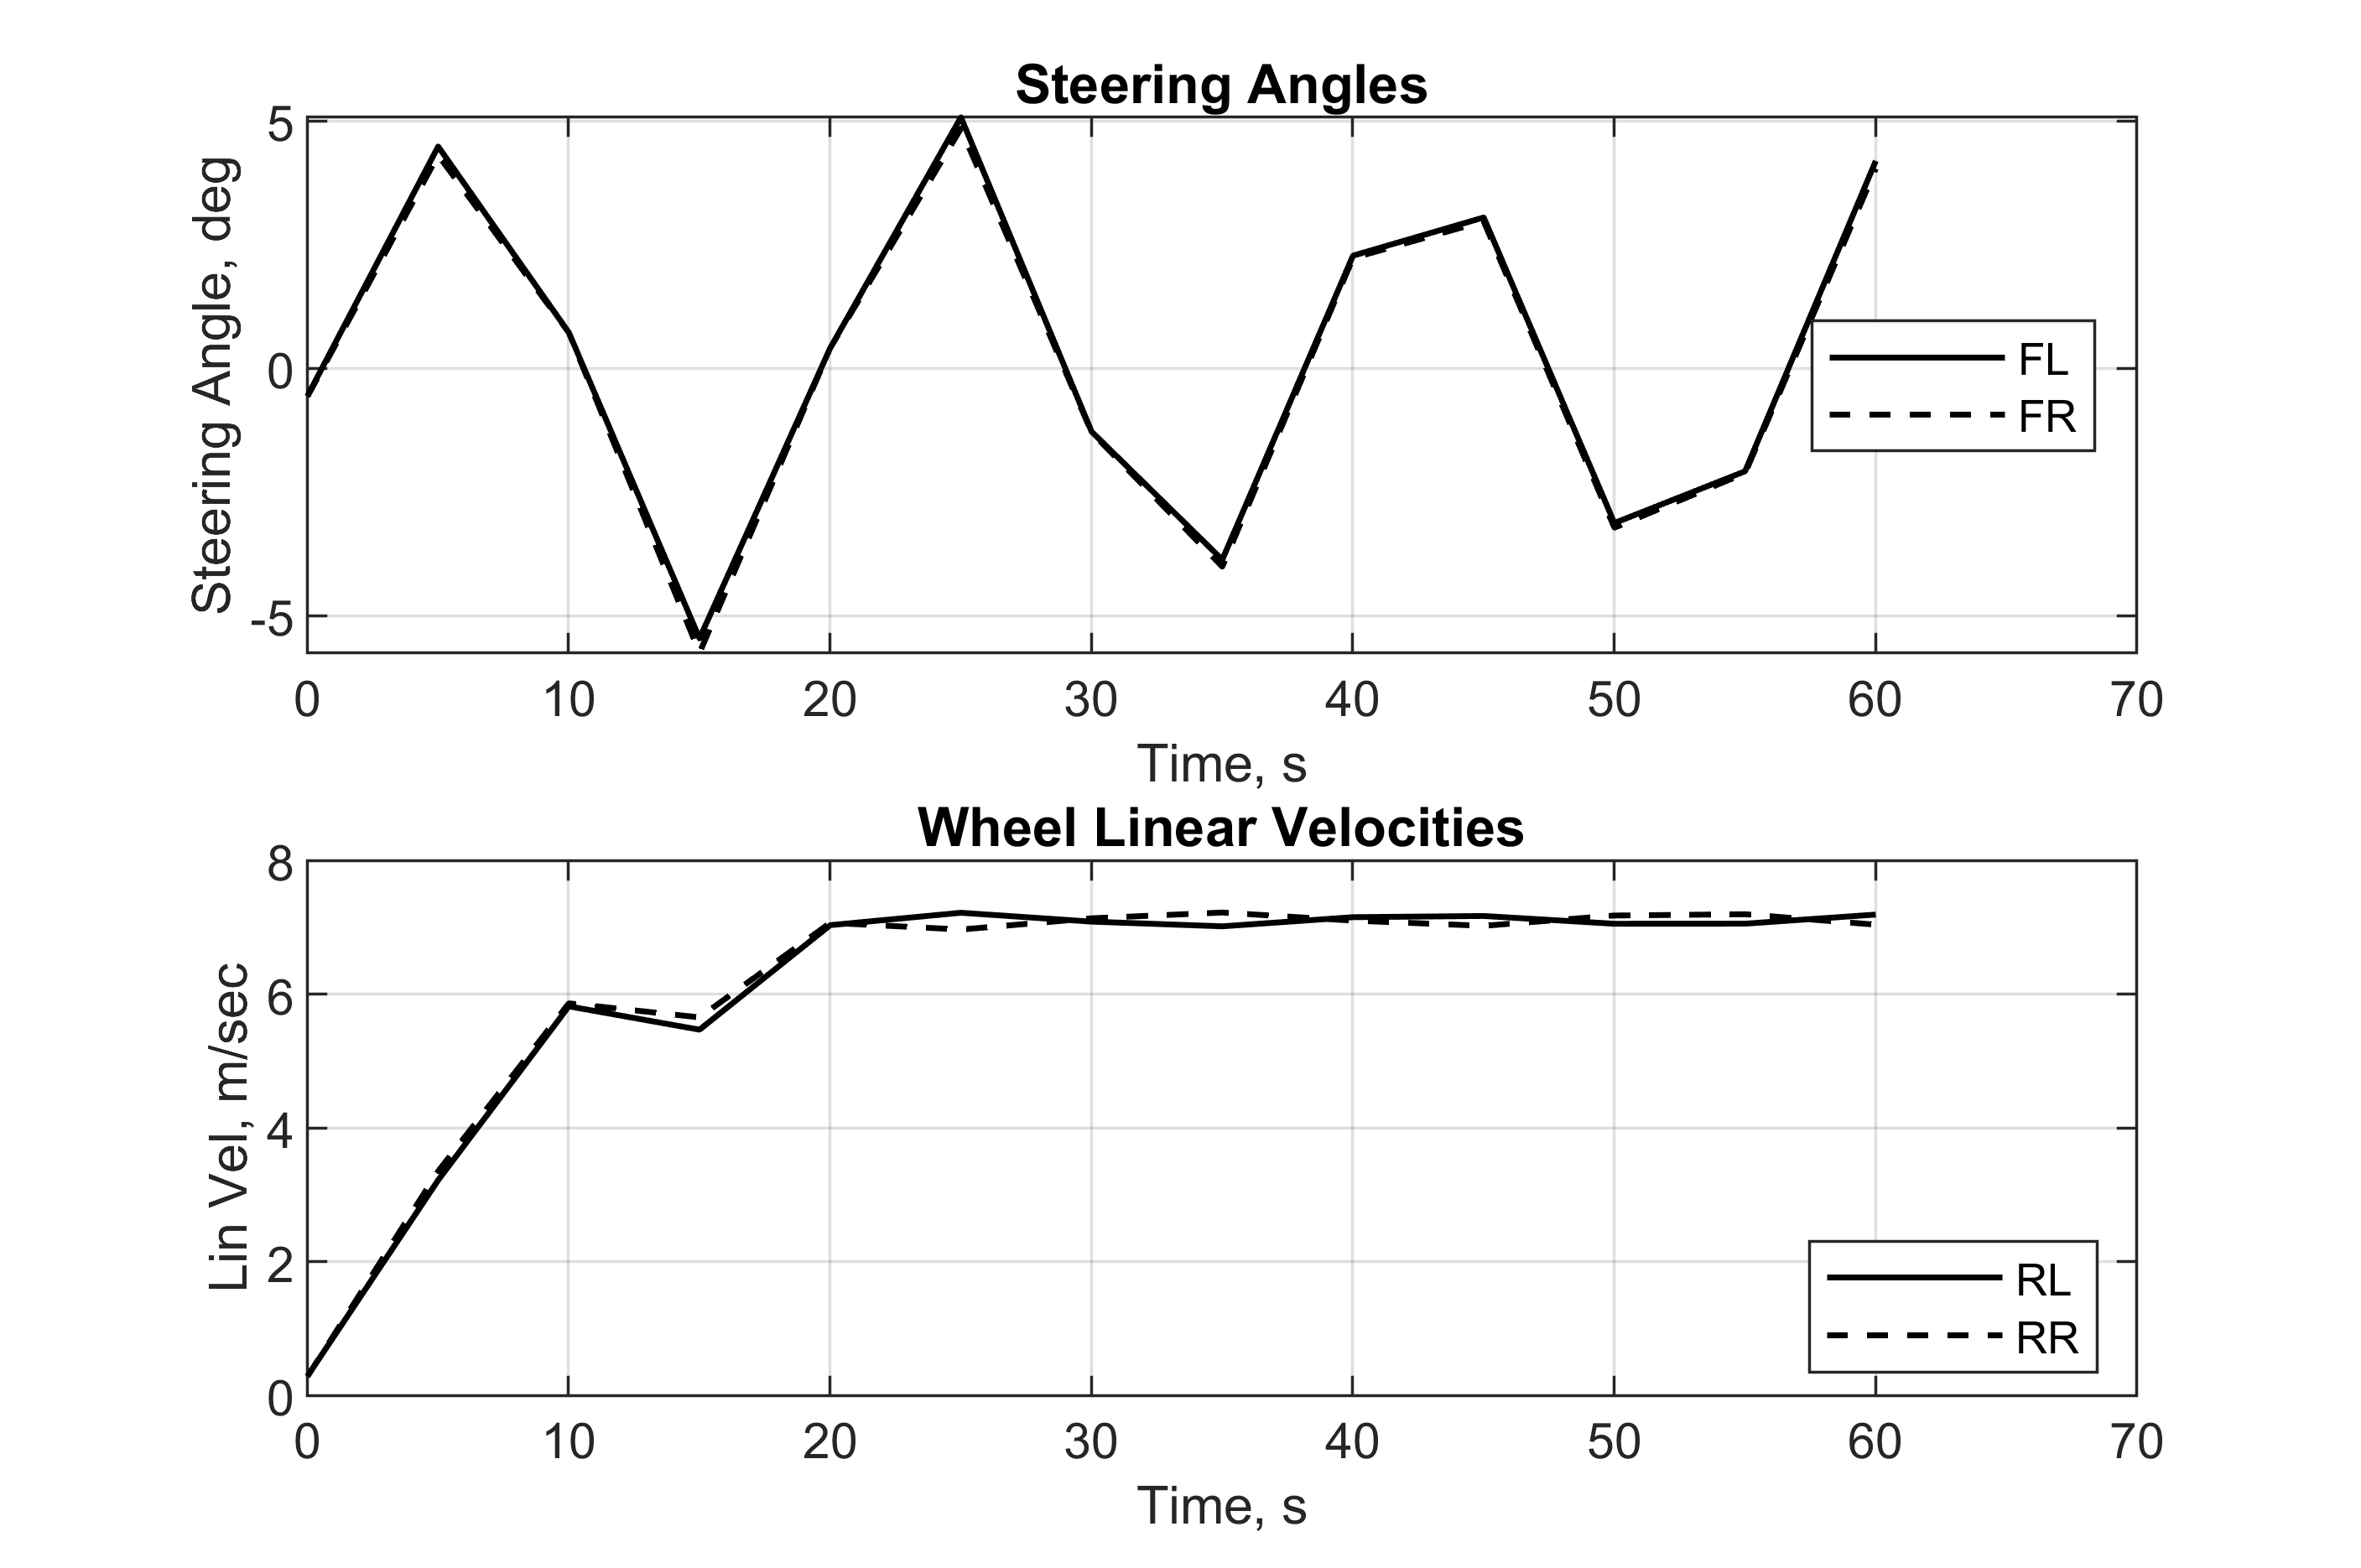 Steering Angles
5
0
-5
Steering Angle, deg
0 10 20 30 40 50 60 70
Time, s
FL
FR
Wheel Linear Velocities
8
6
4
2
0
Lin Vel, m/sec
0 10 20 30 40 50 60 70
Time, s
RL
RR